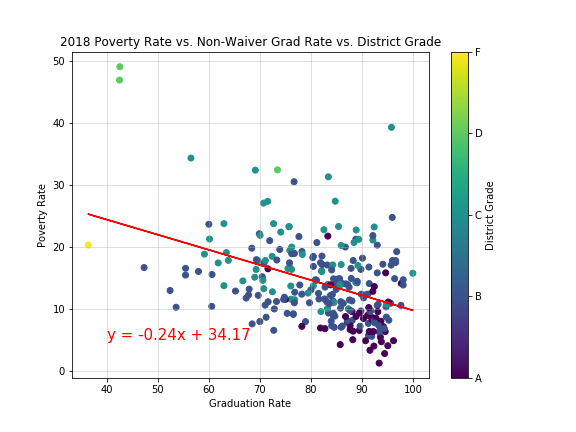 2018 Poverty Rate vs. Non-Waiver Grad Rate vs. District Grade
50
40
30
20
10
0
Poverty Rate
y = -0.24x + 34.17
40
50
60
70
80
90
100
Graduation Rate
F
D
C
B
A
District Grade